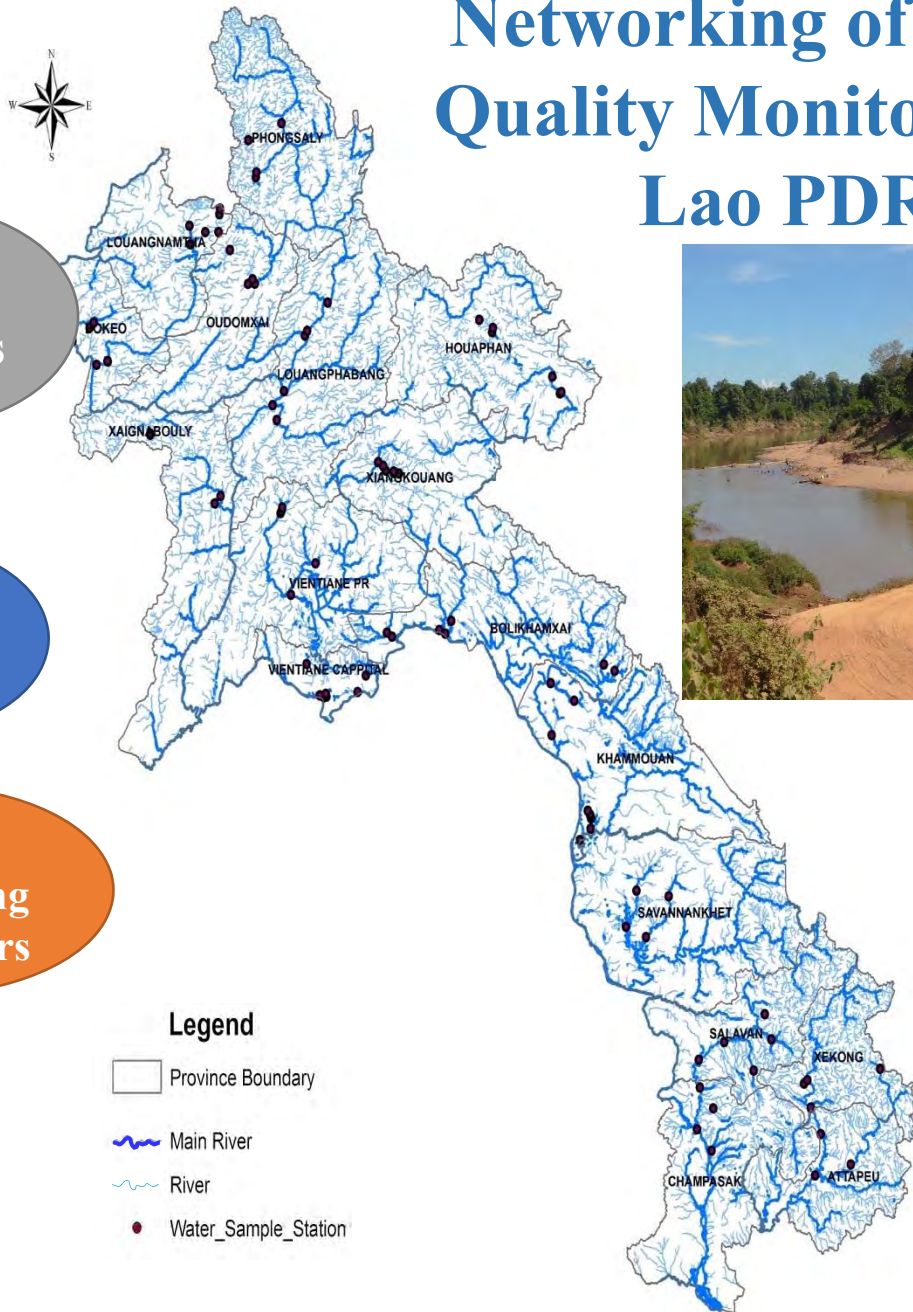 Networking of
Quality Monito
Lao PDR
N
W
E
S
PHONGSALY
LOUANGNAMTHA
BOKEO
OUDOMXAI
HOUAPHAN
LOUANGPHABANG
XAIGNABOULY
XIANGKOUANG
VIENTIANE PR
BOLIKHAMXAI
VIENTIANE CAPPITAL
KHAMMOUAN
SAVANNANKHET
SALAVAN
XEKONG
CHAMPASAK
ATTAPEU
s
ng
rs
Legend
Province Boundary
Main River
River
Water_Sample_Station